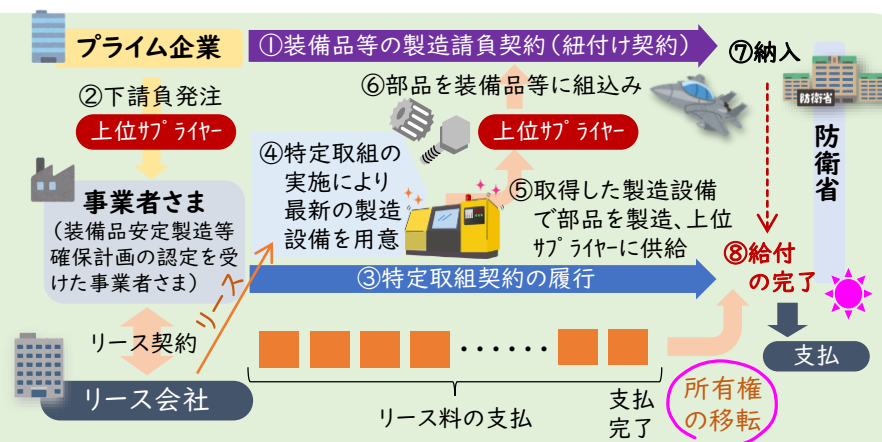 プライム企業
①装備品等の製造請負契約（紐付け契約）
⑦納入
防衛省
防衛省
②下請負発注
上位サプライヤー
⑥部品を装備品等に組込み
上位サプライヤー
④特定取組の
実施により
最新の製造
設備を用意
事業者さま
（装備品安定製造等
確保計画の認定を受
けた事業者さま）
⑤取得した製造設備
で部品を製造、上位
サプライヤーに供給
⑧給付
の完了
③特定取組契約の履行
リース
リース契約
リース会社
・・・・・・
リース料の支払
支払
完了
所有権
の移転
支払